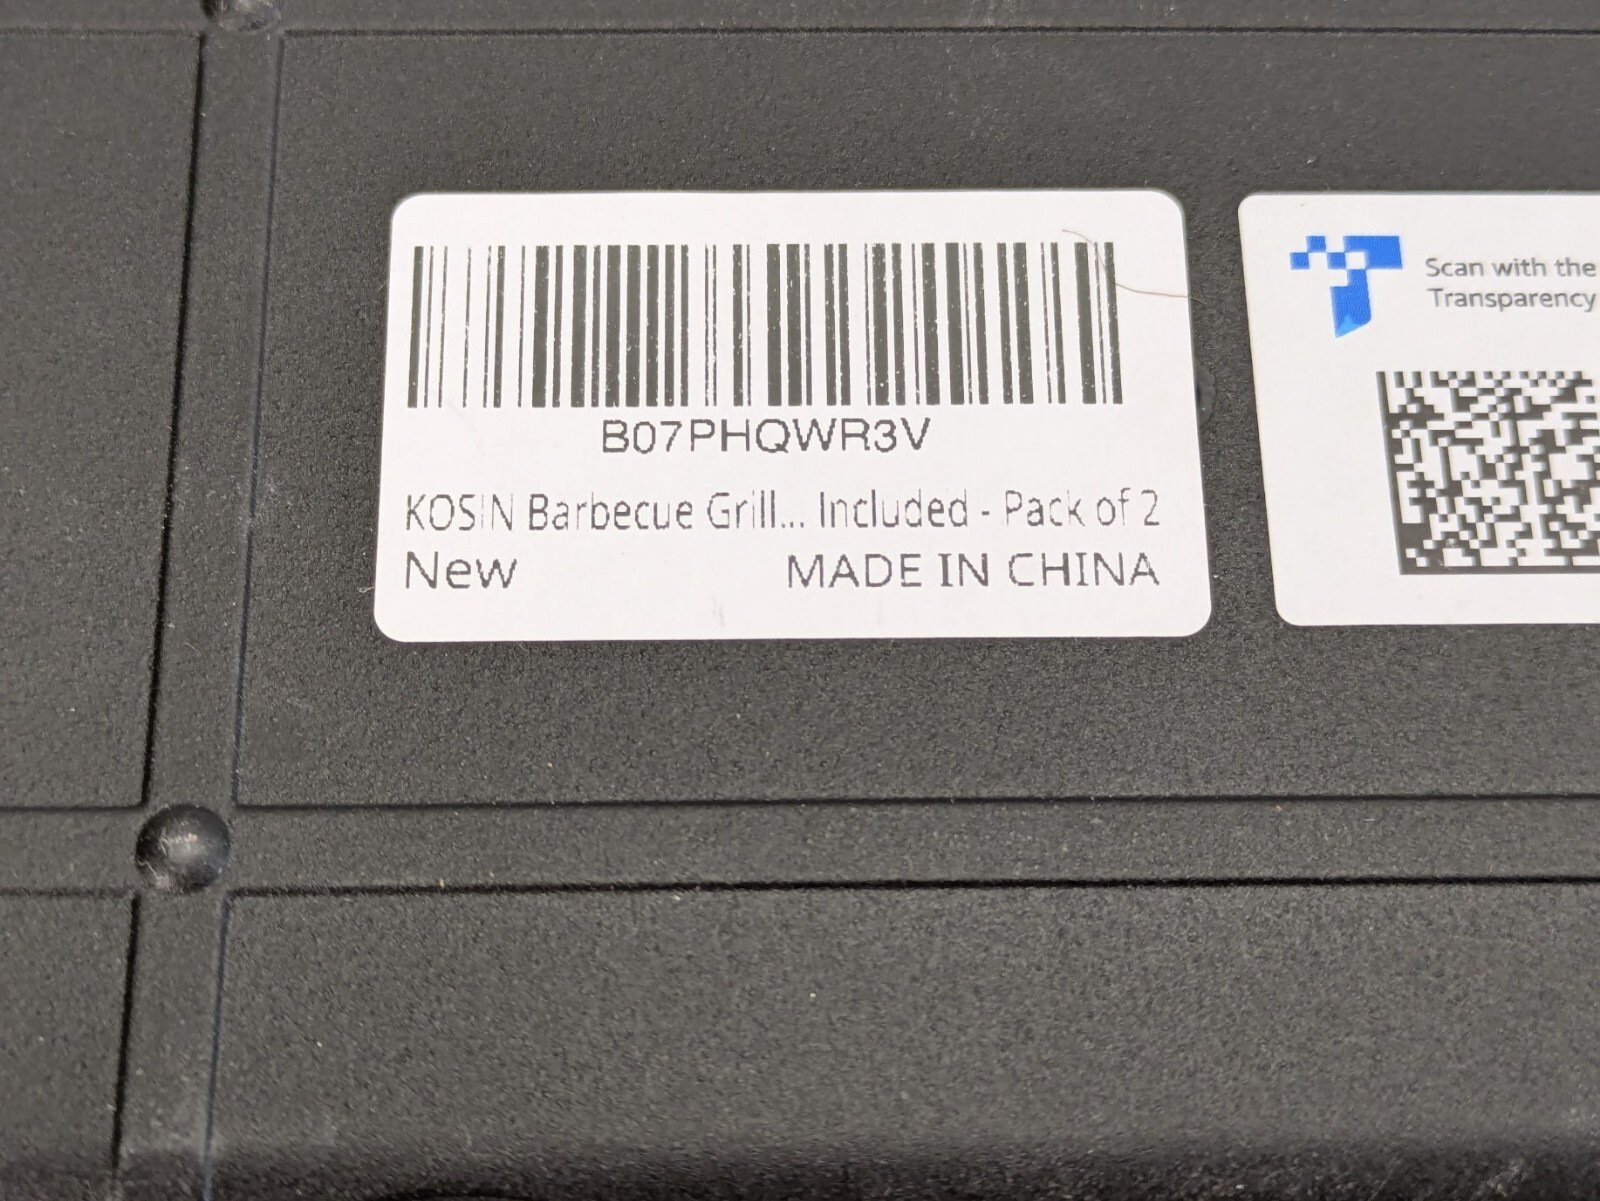 B07PHQWR3V
KOSIN Barbecue Grill... Included - Pack of 2
New MADE IN CHINA
Scan with the
Transparency